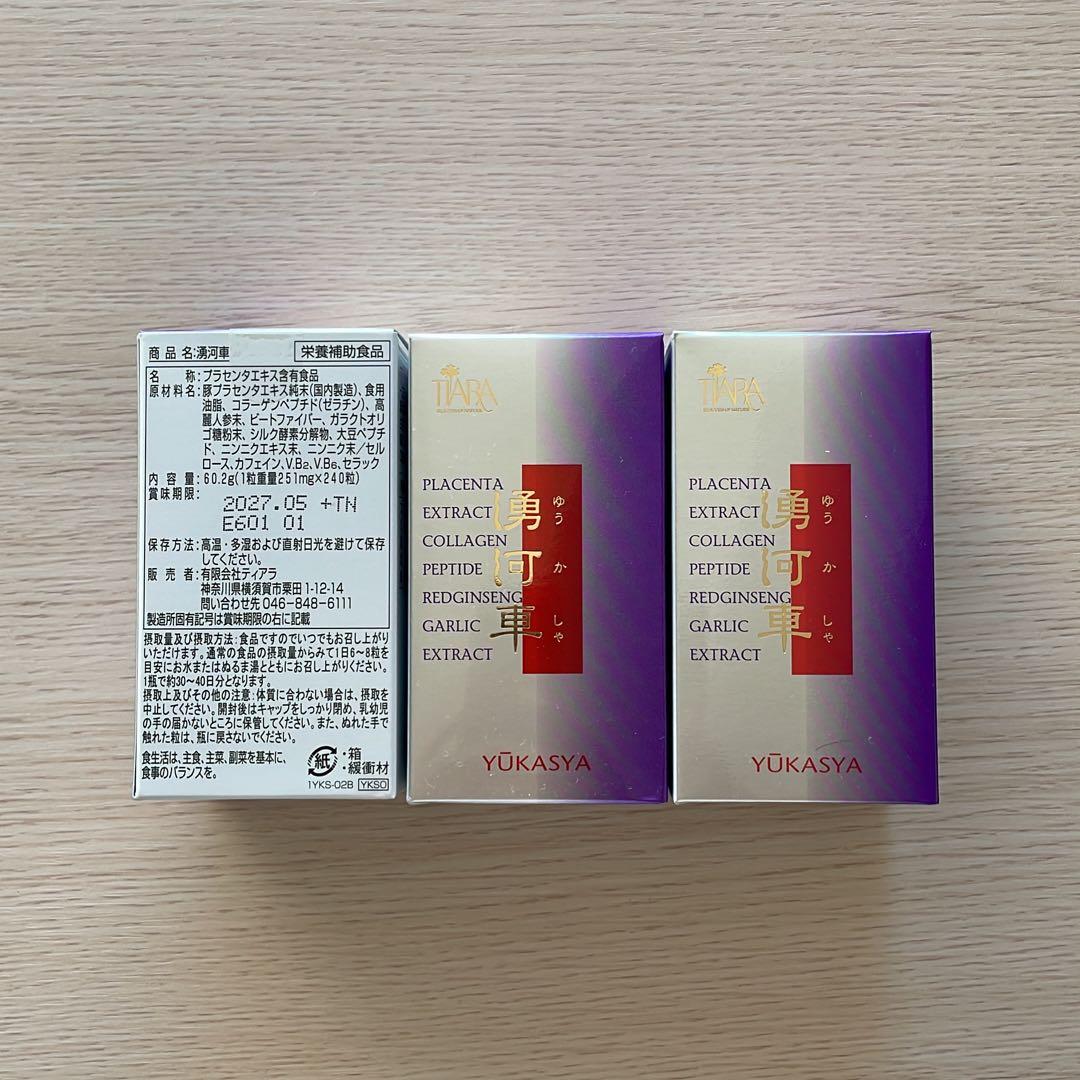 商品名:湧河車 栄養補助食品
名称:プラセンタエキス含有食品
原材料名:豚プラセンタエキス純末(国内製造)、食用
油脂、コラーゲンペプチド(ゼラチン)、高
麗人参末、ビートファイバー、ガラクトオリ
ゴ糖粉末、シルク酵素分解物、大豆ペプチ
ド、ニンニクエキス末、ニンニク末/セル
ロース、カフェイン、V.B2、V.B6、セラック
内容量:60.2g(1粒重量251mg×240粒)
賞味期限:
2027.05 +TN
E601 01
保存方法:高温・多湿および直射日光を避けて保存
してください。
販売者:有限会社ティアラ
神奈川県横須賀市粟田1-12-14
問い合わせ先 046-848-6111
製造所固有記号は賞味期限の右に記載
摂取量及び摂取方法:食品ですのでいつでもお召し上がり
いただけます。通常の食品の摂取量からみて1日6~8粒を
目安にお水またはぬるま湯とともにお召し上がりください。
1瓶で約30~40日分となります。
摂取上及びその他の注意:体質に合わない場合は、摂取を
中止してください。開封後はキャップをしっかり閉め、乳幼児
の手の届かないところに保管してください。また、ぬれた手で
触れた粒は、瓶に戻さないでください。
食生活は、主食、主菜、副菜を基本に、
食事のバランスを。
紙
・箱
・緩衝材
1YKS-02B YKSO
TIARA
PLACENTA
EXTRACT
COLLAGEN
PEPTIDE
REDGINSENG
GARLIC
EXTRACT
湧河車
ゆうかしゃ
YŪKASYA
TIARA
PLACENTA
EXTRACT
COLLAGEN
PEPTIDE
REDGINSENG
GARLIC
EXTRACT
湧河車
ゆうかしゃ
YŪKASYA